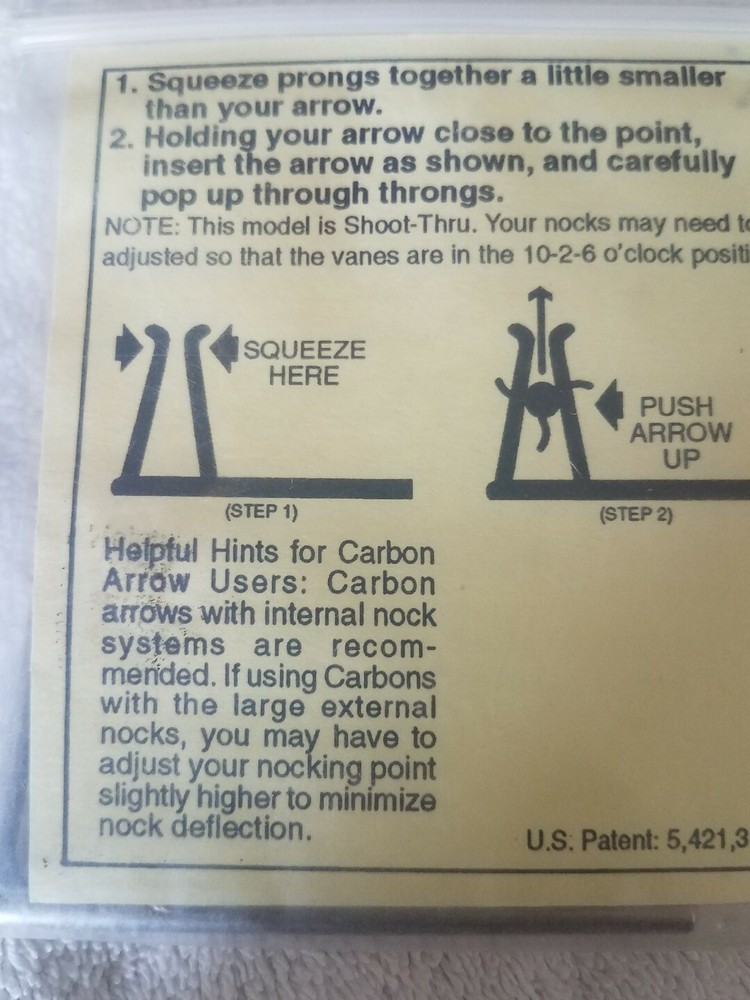 1. Squeeze prongs together a little smaller
than your arrow.
2. Holding your arrow close to the point,
insert the arrow as shown, and carefully
pop up through throngs.
NOTE: This model is Shoot-Thru. Your nocks may need to
adjusted so that the vanes are in the 10-2-6 o'clock positi
SQUEEZE
HERE
(STEP 1)
PUSH
ARROW
UP
(STEP 2)
Helpful Hints for Carbon
Arrow Users: Carbon
arrows with internal nock
systems are recom-
mended. If using Carbons
with the large external
nocks, you may have to
adjust your nocking point
slightly higher to minimize
nock deflection.
U.S. Patent: 5,421,3